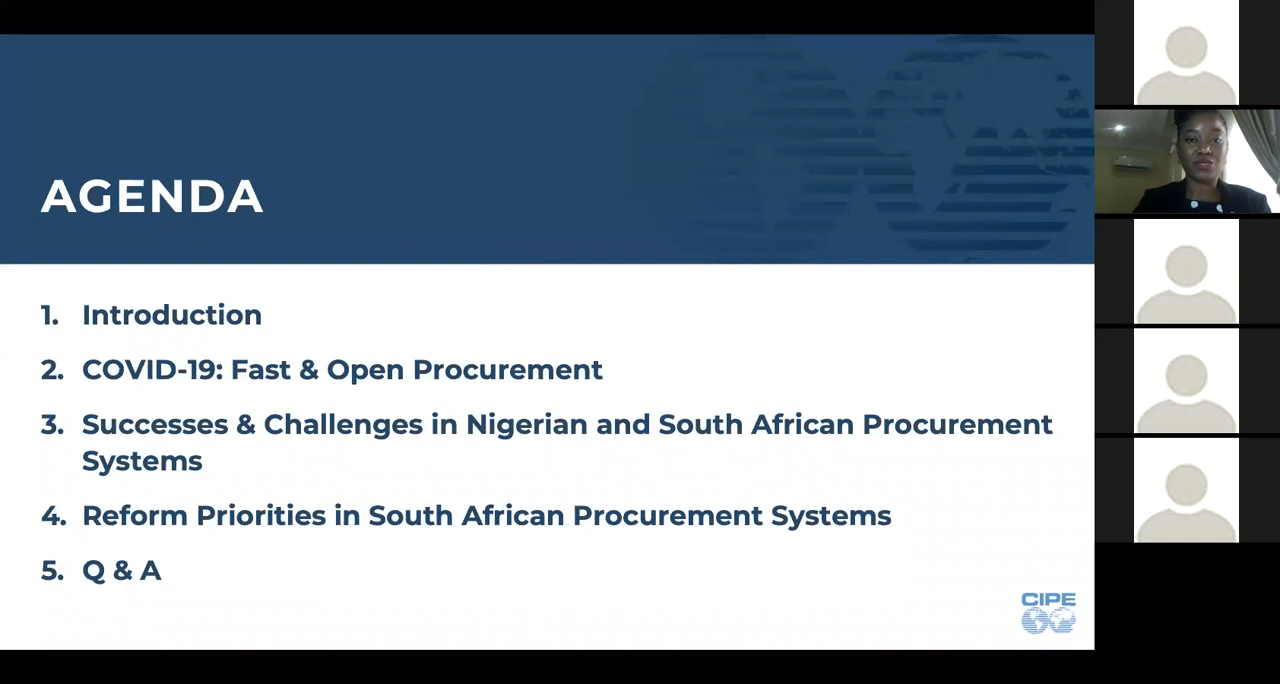 AGENDA
1. Introduction
2. COVID-19: Fast & Open Procurement
3. Successes & Challenges in Nigerian and South African Procurement
Systems
4. Reform Priorities in South African Procurement Systems
5. Q & A
CIPE